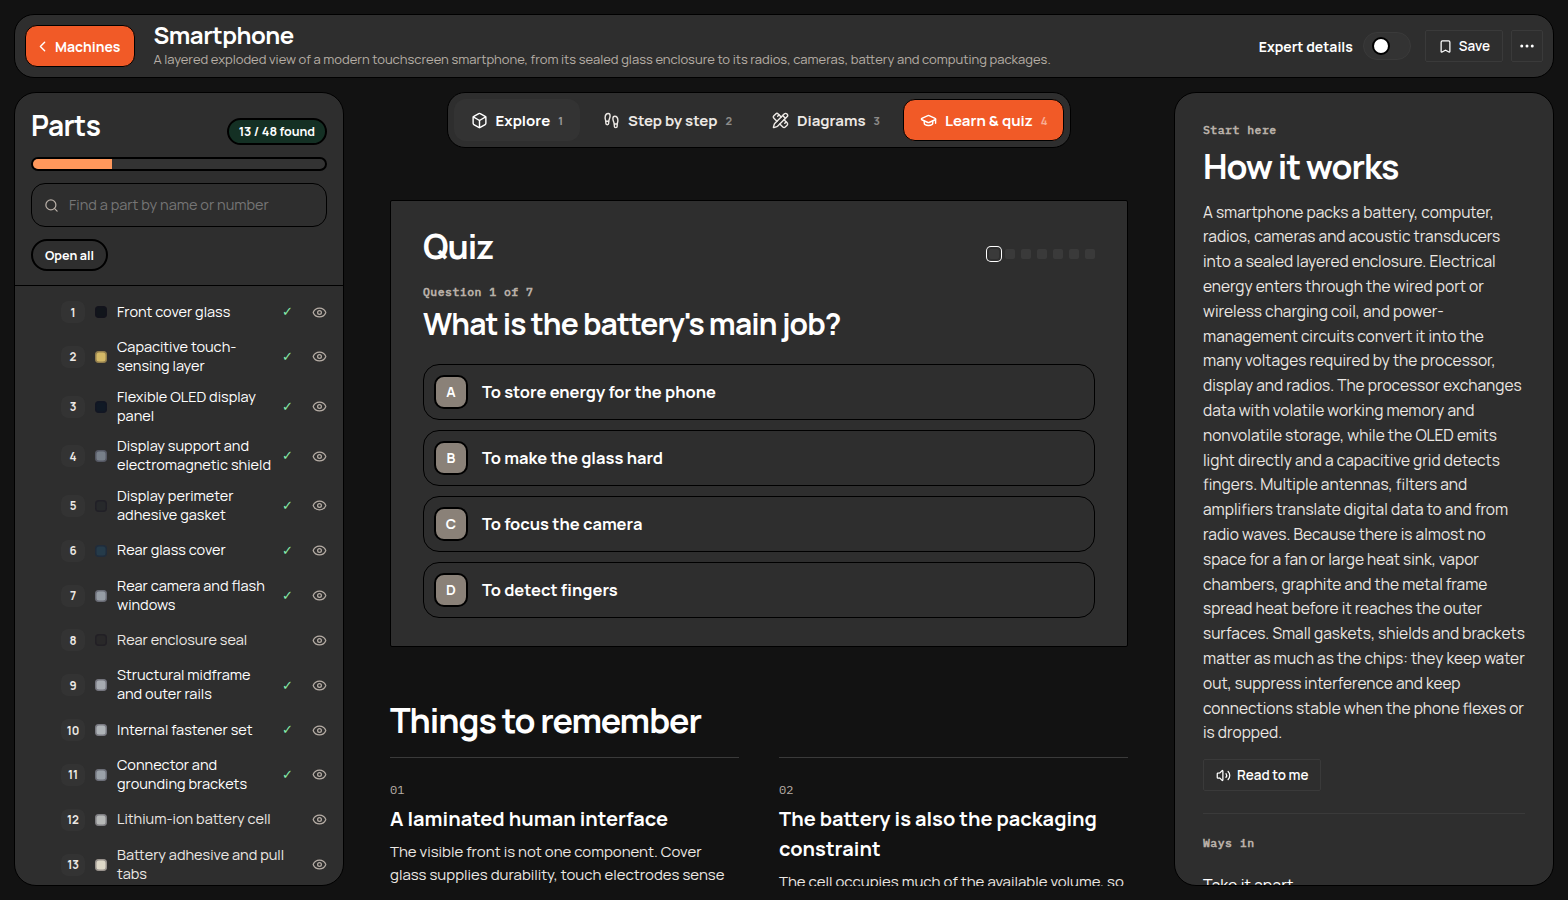 Machines
Smartphone
A layered exploded view of a modern touchscreen smartphone, from its sealed glass enclosure to its radios, cameras, battery and computing packages.
Expert details
Save
Parts
13 / 48 found
Find a part by name or number
Open all
1 Front cover glass ✓
2 Capacitive touch-
sensing layer ✓
3 Flexible OLED display
panel ✓
4 Display support and
electromagnetic shield ✓
5 Display perimeter
adhesive gasket ✓
6 Rear glass cover ✓
7 Rear camera and flash
windows ✓
8 Rear enclosure seal
9 Structural midframe
and outer rails ✓
10 Internal fastener set ✓
11 Connector and
grounding brackets ✓
12 Lithium-ion battery cell
13 Battery adhesive and pull
tabs
Explore 1
Step by step 2
Diagrams 3
Learn & quiz 4
Quiz
Question 1 of 7
What is the battery's main job?
A To store energy for the phone
B To make the glass hard
C To focus the camera
D To detect fingers
Things to remember
01
A laminated human interface
The visible front is not one component. Cover
glass supplies durability, touch electrodes sense
02
The battery is also the packaging
constraint
The cell occupies much of the available volume, so
Start here
How it works
A smartphone packs a battery, computer,
radios, cameras and acoustic transducers
into a sealed layered enclosure. Electrical
energy enters through the wired port or
wireless charging coil, and power-
management circuits convert it into the
many voltages required by the processor,
display and radios. The processor exchanges
data with volatile working memory and
nonvolatile storage, while the OLED emits
light directly and a capacitive grid detects
fingers. Multiple antennas, filters and
amplifiers translate digital data to and from
radio waves. Because there is almost no
space for a fan or large heat sink, vapor
chambers, graphite and the metal frame
spread heat before it reaches the outer
surfaces. Small gaskets, shields and brackets
matter as much as the chips: they keep water
out, suppress interference and keep
connections stable when the phone flexes or
is dropped.
Read to me
Ways in
Take it apart